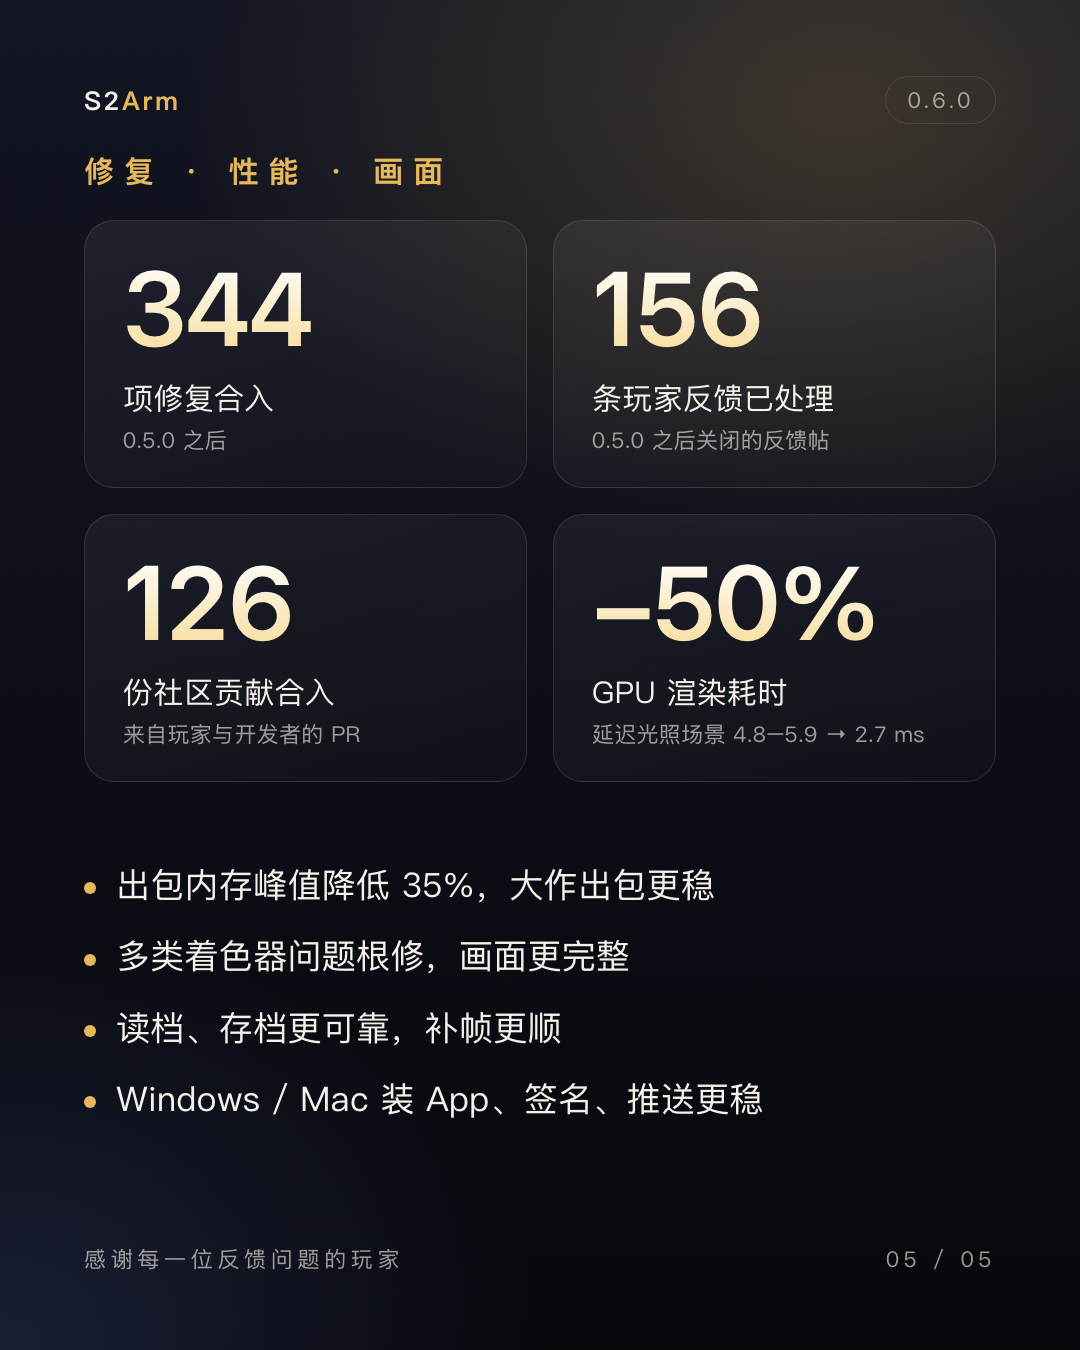 S2Arm
0.6.0
修复 · 性能 · 画面
344
项修复合入
0.5.0 之后
156
条玩家反馈已处理
0.5.0 之后关闭的反馈帖
126
份社区贡献合入
来自玩家与开发者的 PR
–50%
GPU 渲染耗时
延迟光照场景 4.8–5.9 → 2.7 ms
出包内存峰值降低 35%，大作出包更稳
多类着色器问题根修，画面更完整
读档、存档更可靠，补帧更顺
Windows / Mac 装 App、签名、推送更稳
感谢每一位反馈问题的玩家
05 / 05